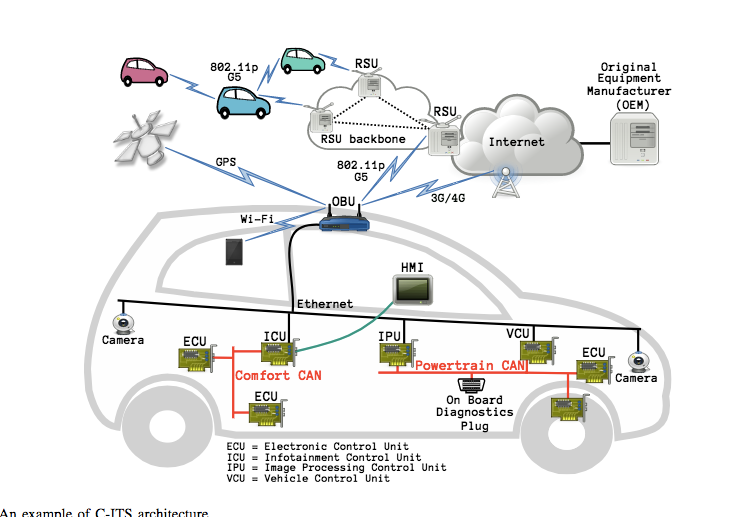 802.11p
G5
RSU
Original
Equipment
Manufacturer
(OEM)
RSU
RSU backbone
Internet
GPS
802.11p
G5
3G/4G
OBU
Wi-Fi
HMI
Ethernet
Camera
ECU
ICU
IPU
VCU
ECU
Camera
Comfort CAN
Powertrain CAN
ECU
On Board
Diagnostics
Plug
ECU = Electronic Control Unit
ICU = Infotainment Control Unit
IPU = Image Processing Control Unit
VCU = Vehicle Control Unit
An example of C-ITS architecture